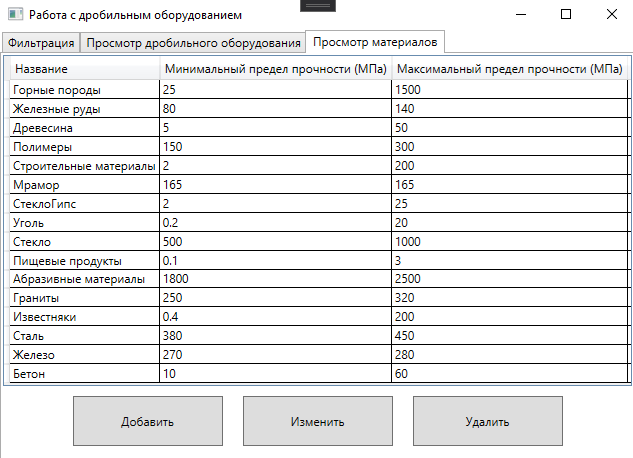 Работа с дробильным оборудованием
Фильтрация Просмотр дробильного оборудования Просмотр материалов
Название Минимальный предел прочности (МПа) Максимальный предел прочности (МПа)
Горные породы 25 1500
Железные руды 80 140
Древесина 5 50
Полимеры 150 300
Строительные материалы 2 200
Мрамор 165 165
СтеклоГипс 2 25
Уголь 0.2 20
Стекло 500 1000
Пищевые продукты 0.1 3
Абразивные материалы 1800 2500
Граниты 250 320
Известняки 0.4 200
Сталь 380 450
Железо 270 280
Бетон 10 60
Добавить Изменить Удалить